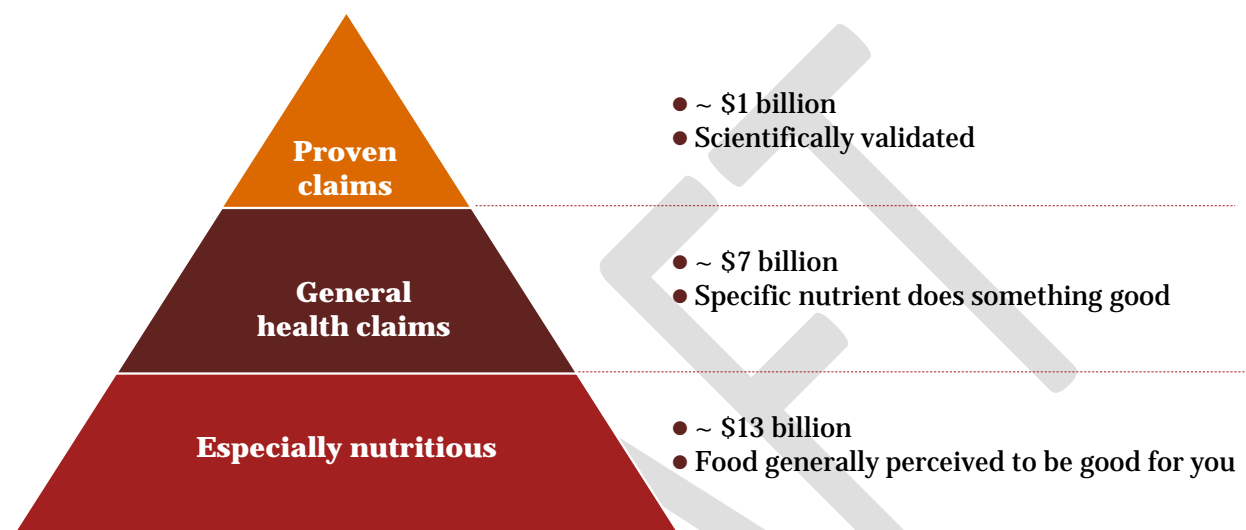 Proven
claims
● ~ $1 billion
● Scientifically validated
General
health claims
● ~ $7 billion
● Specific nutrient does something good
Especially nutritious
● ~ $13 billion
● Food generally perceived to be good for you